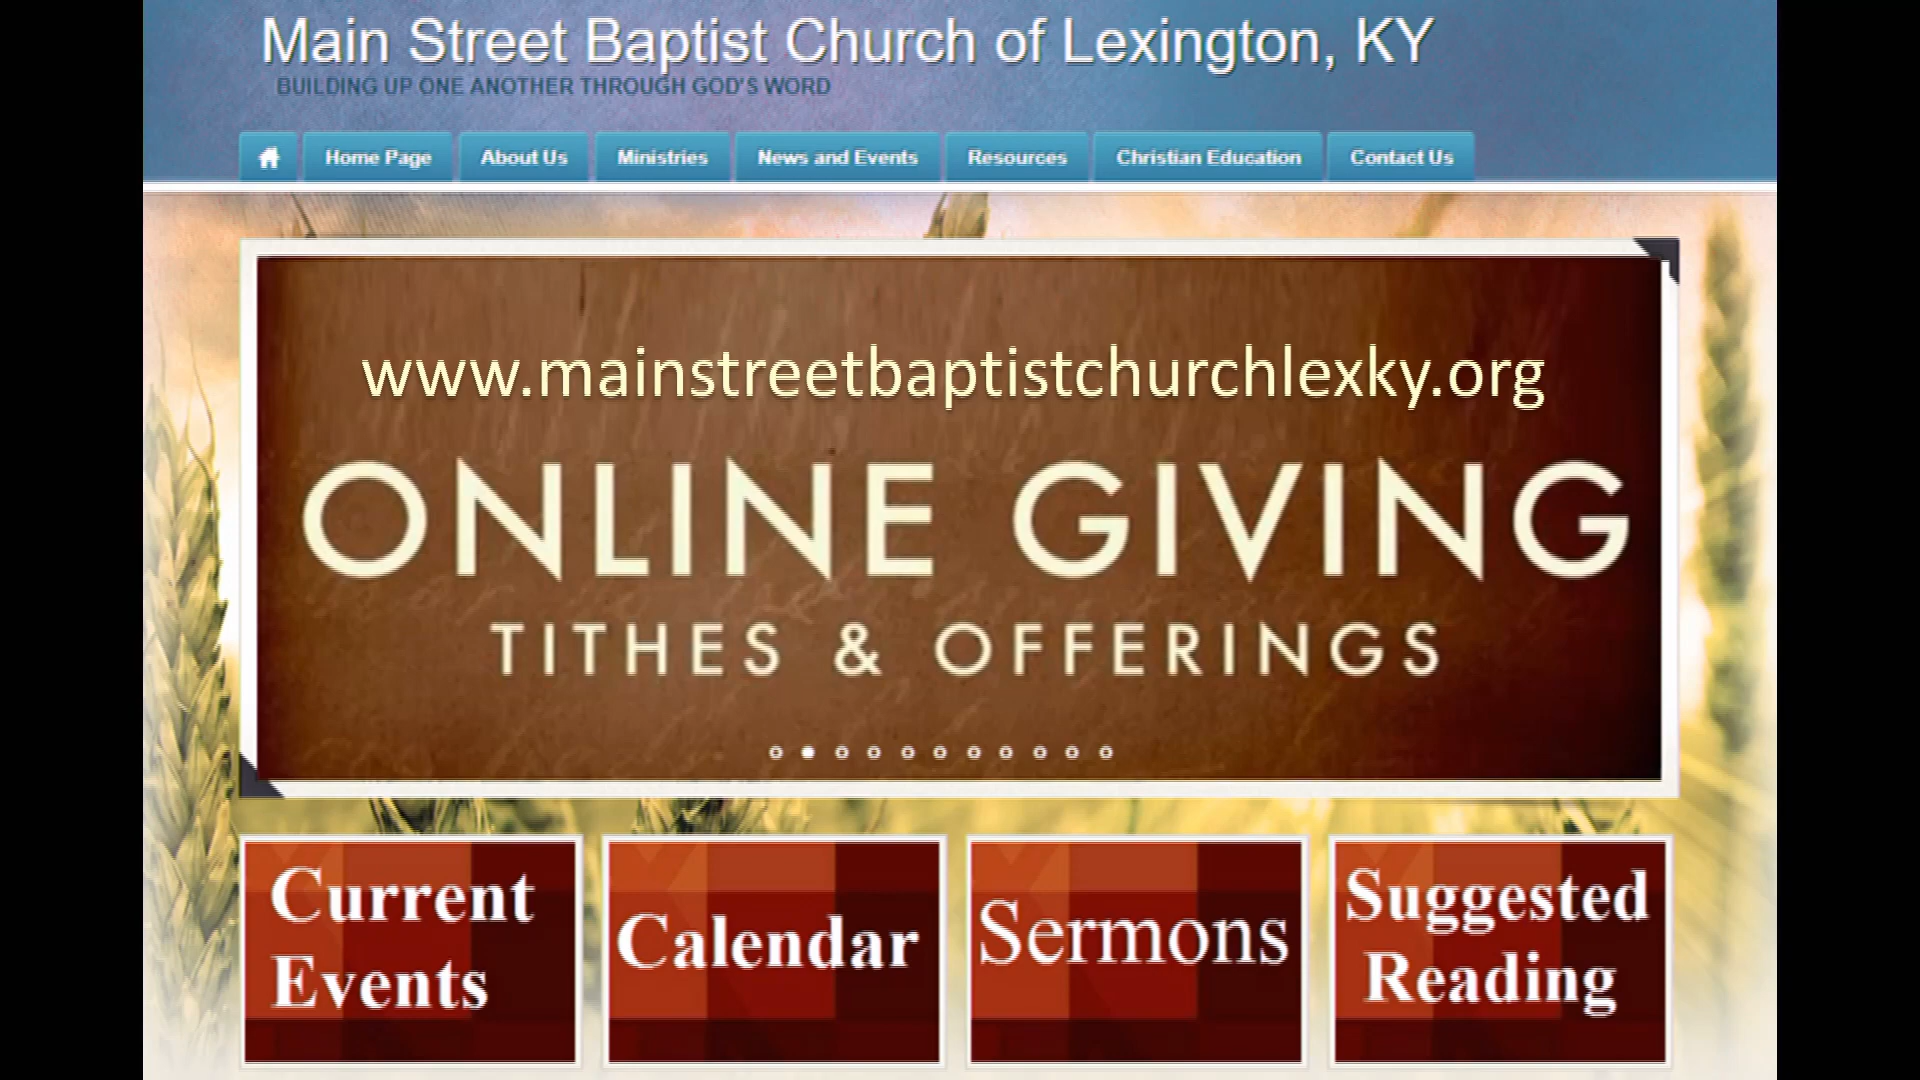 Main Street Baptist Church of Lexington, KY
BUILDING UP ONE ANOTHER THROUGH GOD'S WORD
Home Page About Us Ministries News and Events Resources Christian Education Contact Us
www.mainstreetbaptistchurchlexky.org
ONLINE GIVING
TITHES & OFFERINGS
Current
Events
Calendar
Sermons
Suggested
Reading